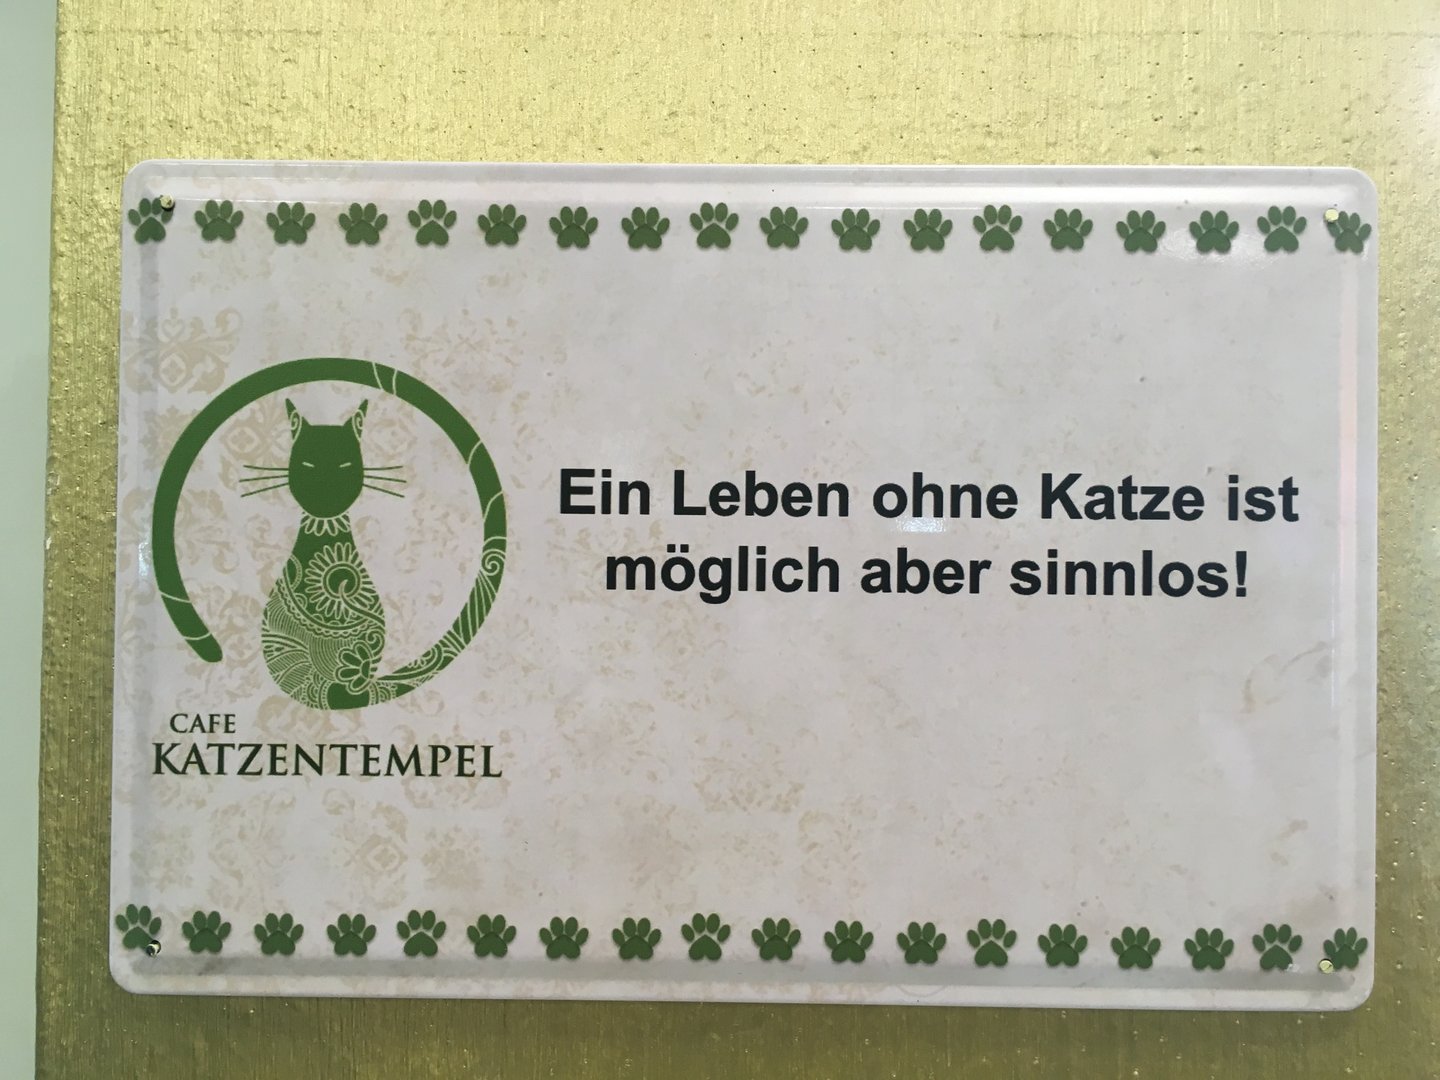 Ein Leben ohne Katze ist
möglich aber sinnlos!
CAFE
KATZENTEMPEL